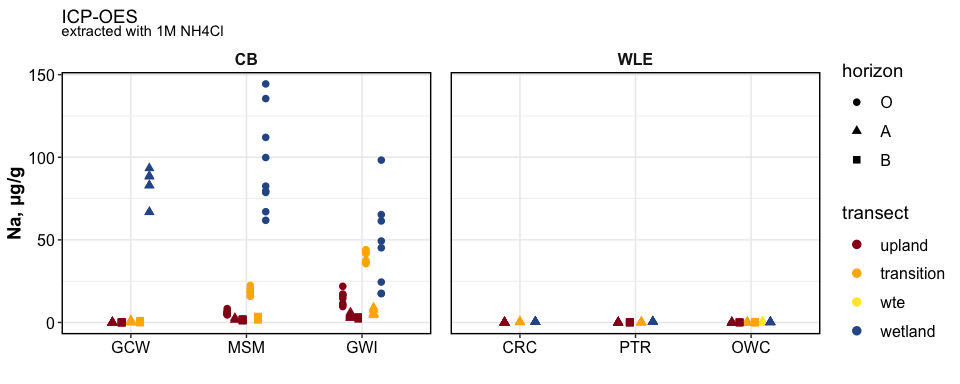 ICP-OES
extracted with 1M NH4Cl
CB
WLE
Na, µg/g
150
100
50
0
GCW
MSM
GWI
CRC
PTR
OWC
horizon
O
A
B
transect
upland
transition
wte
wetland